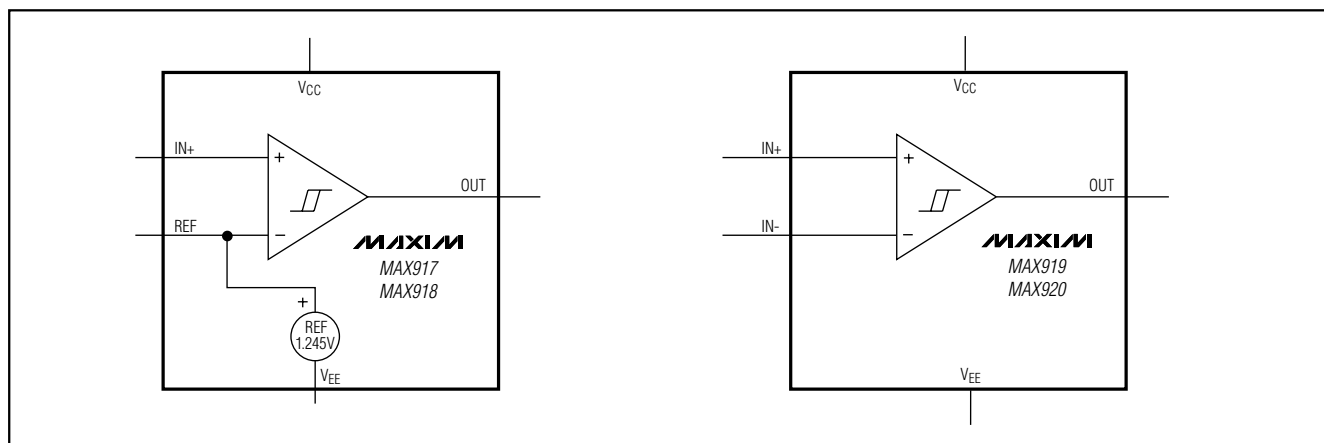 VCC
IN+
+
OUT
REF
−
MAXIM
MAX917
MAX918
+
REF
1.245V
VEE
VCC
IN+
+
OUT
IN-
−
MAXIM
MAX919
MAX920
VEE